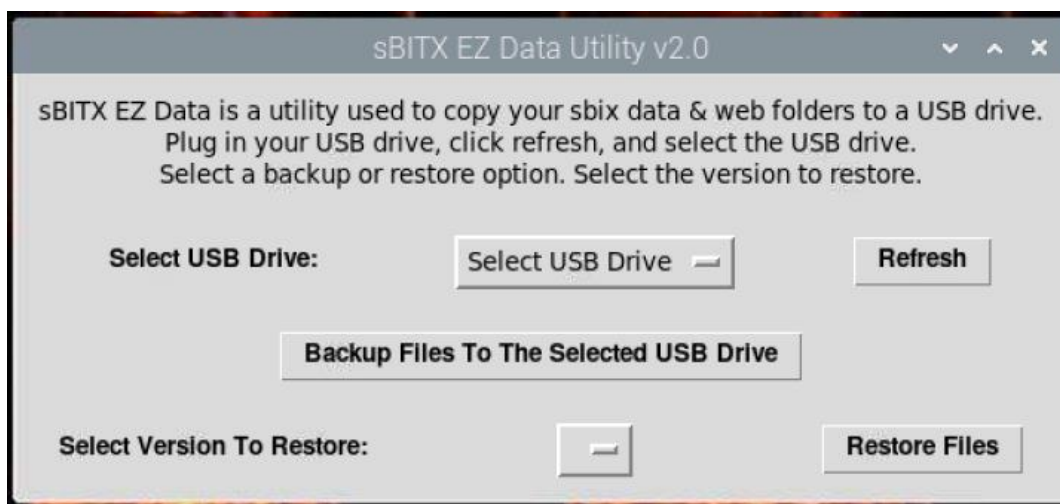 sBITX EZ Data Utility v2.0
sBITX EZ Data is a utility used to copy your sbix data & web folders to a USB drive.
Plug in your USB drive, click refresh, and select the USB drive.
Select a backup or restore option. Select the version to restore.
Select USB Drive: Select USB Drive Refresh
Backup Files To The Selected USB Drive
Select Version To Restore: Restore Files